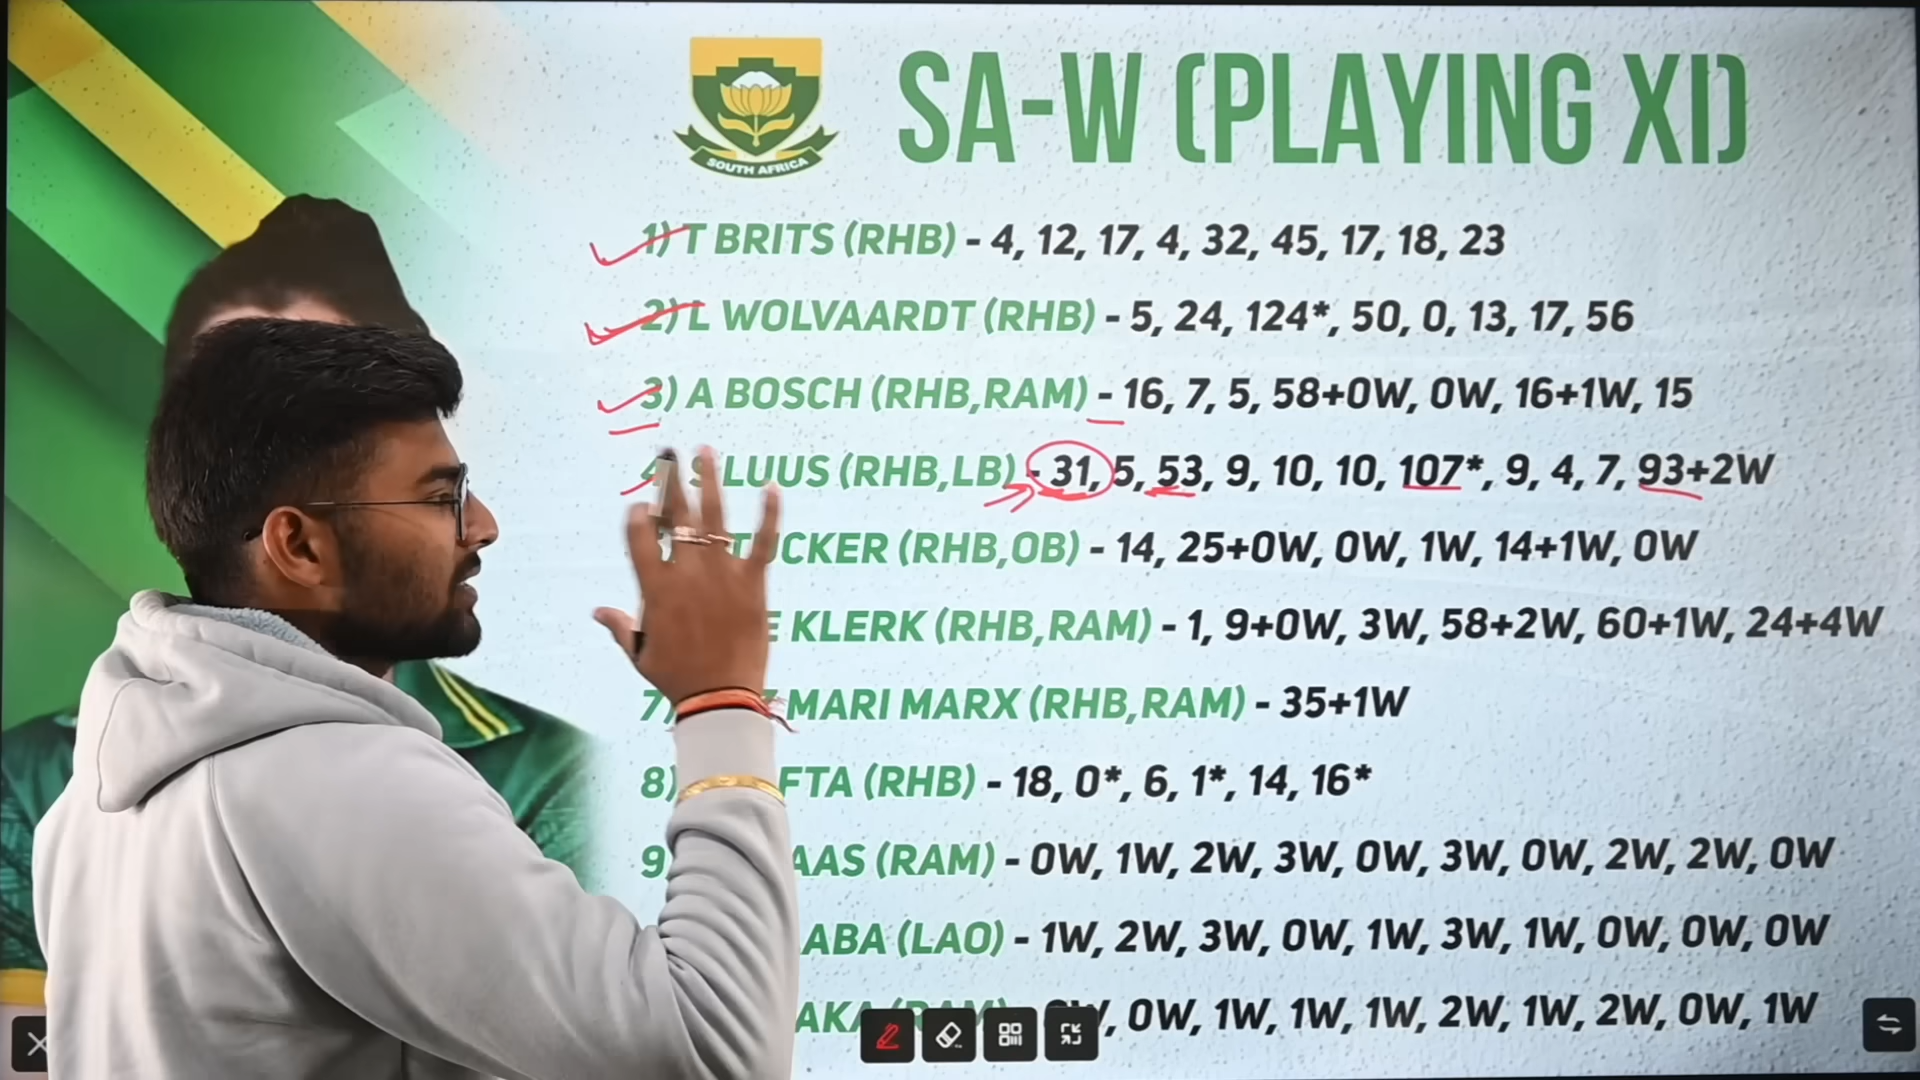 SOUTH AFRICA
SA-W (PLAYING XI)
1) T BRITS (RHB) - 4, 12, 17, 4, 32, 45, 17, 18, 23
2) L WOLVAARDT (RHB) - 5, 24, 124*, 50, 0, 13, 17, 56
3) A BOSCH (RHB,RAM) - 16, 7, 5, 58+0W, 0W, 16+1W, 15
4) S LUUS (RHB,LB) - 31, 5, 53, 9, 10, 10, 107*, 9, 4, 7, 93+2W
TUCKER (RHB,OB) - 14, 25+0W, 0W, 1W, 14+1W, 0W
KLERK (RHB,RAM) - 1, 9+0W, 3W, 58+2W, 60+1W, 24+4W
7) MARI MARX (RHB,RAM) - 35+1W
8) (RHB) - 18, 0*, 6, 1*, 14, 16*
9 (RAM) - 0W, 1W, 2W, 3W, 0W, 3W, 0W, 2W, 2W, 0W
(LAO) - 1W, 2W, 3W, 0W, 1W, 3W, 1W, 0W, 0W, 0W
(RAM) 0W, 1W, 1W, 1W, 2W, 1W, 2W, 0W, 1W